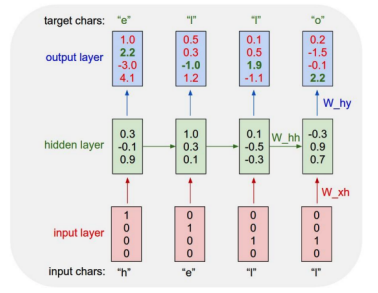 target chars: “e” “l” “l” “o”
1.0 0.5 0.1 0.2
2.2 0.3 0.5 -1.5
output layer -3.0 -1.0 1.9 -0.1
4.1 1.2 -1.1 2.2
W_hy
0.3 1.0 0.1 W_hh -0.3
hidden layer -0.1 0.3 -0.5 0.9
0.9 0.1 -0.3 0.7
W_xh
1 0 0 0
0 1 0 0
input layer 0 0 1 1
0 0 0 0
input chars: “h” “e” “l” “l”